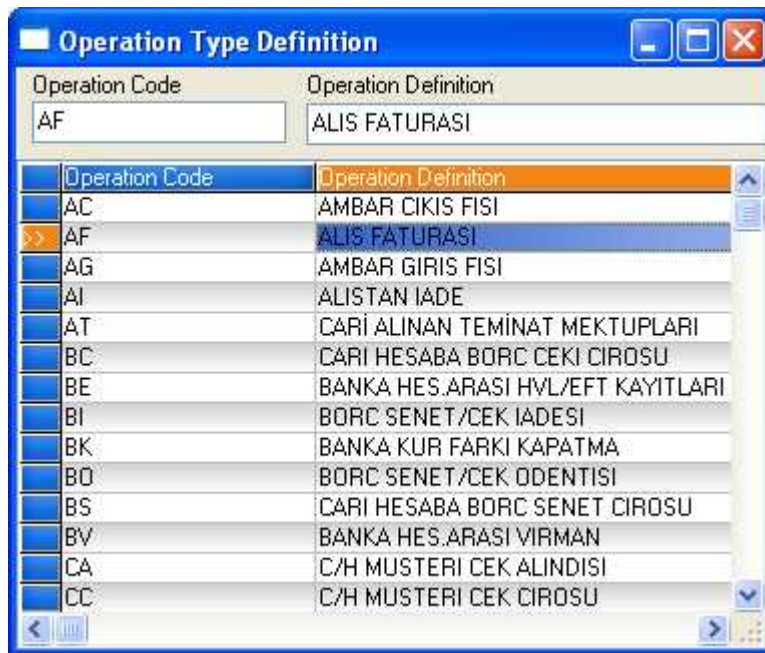 Operation Type Definition
Operation Code Operation Definition
AF ALIS FATURASI
Operation Code Operation Definition
AC AMBAR CIKIS FISI
>> AF ALIS FATURASI
AG AMBAR GIRIS FISI
AI ALISTAN IADE
AT CARİ ALINAN TEMİNAT MEKTUPLARI
BC CARI HESABA BORC CEKI CIROSU
BE BANKA HES.ARASI HVL/EFT KAYITLARI
BI BORC SENET/CEK IADESI
BK BANKA KUR FARKI KAPATMA
BO BORC SENET/CEK ODENTISI
BS CARI HESABA BORC SENET CIROSU
BV BANKA HES.ARASI VIRMAN
CA C/H MUSTERI CEK ALINDISI
CC C/H MUSTERI CEK CIROSU